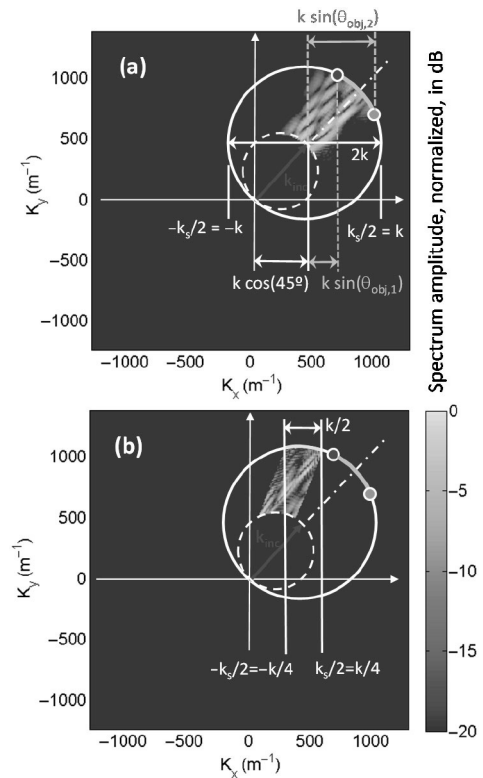 k sin(θobj,2)
(a)
1000
500
0
−500
−1000
Ky (m−1)
2k
kinc
−ks/2 = −k
ks/2 = k
k cos(45º)
k sin(θobj,1)
−1000 −500 0 500 1000
Kx (m−1)
Spectrum amplitude, normalized, in dB
(b)
k/2
1000
500
0
−500
−1000
Ky (m−1)
kinc
−ks/2=−k/4
ks/2=k/4
−1000 −500 0 500 1000
Kx (m−1)
0
−5
−10
−15
−20